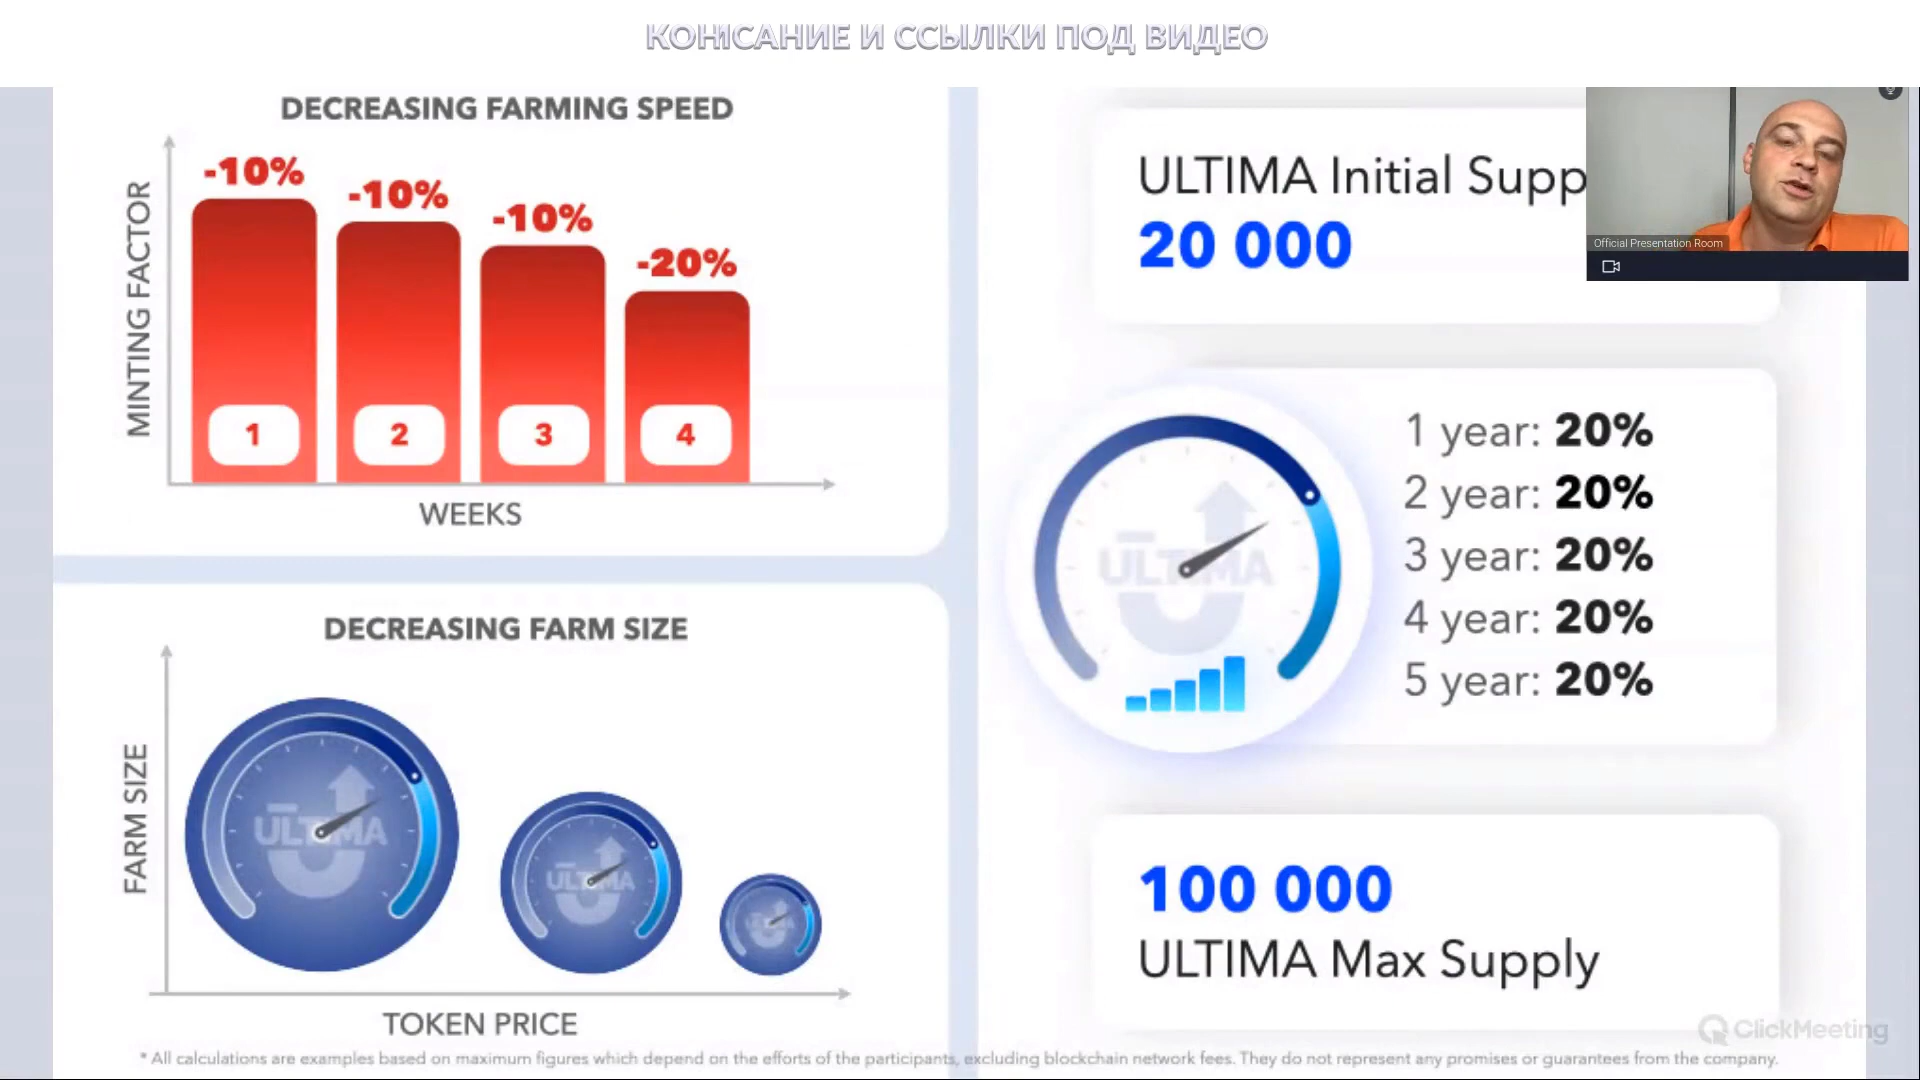 И ССЫЛКИ ПОД ВИДЕО
DECREASING FARMING SPEED
MINTING FACTOR
-10%
-10%
-10%
-20%
1
2
3
4
WEEKS
DECREASING FARM SIZE
FARM SIZE
ULTIMA
ULTIMA
ULTIMA
TOKEN PRICE
ULTIMA Initial Supp
20 000
Official Presentation Room
ULTIMA
1 year: 20%
2 year: 20%
3 year: 20%
4 year: 20%
5 year: 20%
100 000
ULTIMA Max Supply
ClickMeeting
* All calculations are examples based on maximum figures which depend on the efforts of the participants, excluding blockchain network fees. They do not represent any promises or guarantees from the company.